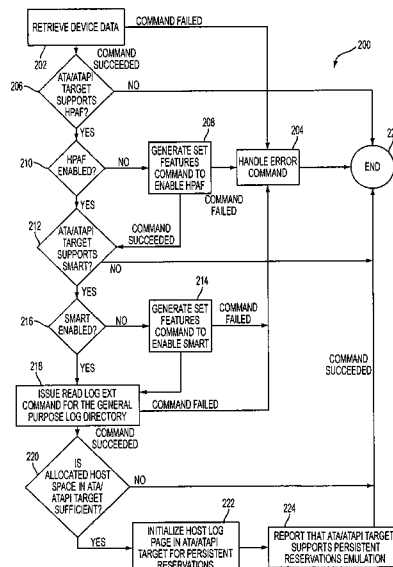 RETRIEVE DEVICE DATA
COMMAND FAILED
200
202
COMMAND SUCCEEDED
206
ATA/ATAPI
TARGET
SUPPORTS
HPAF?
NO
YES
208
204
210
HPAF
ENABLED?
NO
GENERATE SET
FEATURES
COMMAND TO
ENABLE HPAF
HANDLE ERROR
COMMAND
END
YES
COMMAND
SUCCEEDED
COMMAND
FAILED
212
ATA/ATAPI
TARGET
SUPPORTS
SMART?
NO
YES
214
216
SMART
ENABLED?
NO
GENERATE SET
FEATURES
COMMAND TO
ENABLE SMART
COMMAND
FAILED
YES
218
ISSUE READ LOG EXT
COMMAND FOR THE GENERAL
PURPOSE LOG DIRECTORY
COMMAND FAILED
COMMAND
SUCCEEDED
COMMAND
SUCCEEDED
220
IS
ALLOCATED HOST
SPACE IN ATA/
ATAPI TARGET
SUFFICIENT?
NO
YES
222
INITIALIZE HOST LOG
PAGE IN ATA/ATAPI
TARGET FOR PERSISTENT
RESERVATIONS
224
REPORT THAT ATA/ATAPI TARGET
SUPPORTS PERSISTENT
RESERVATIONS EMULATION